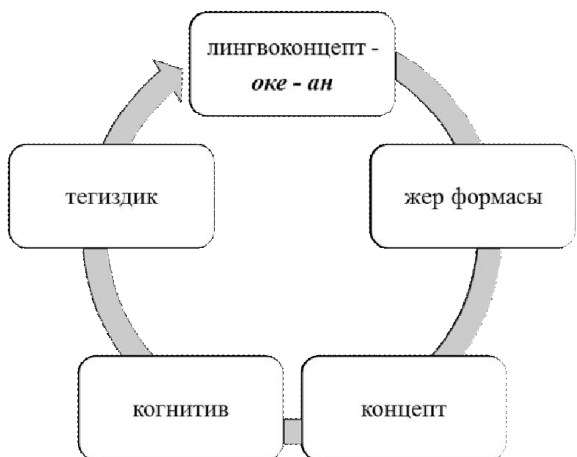 лингвоконцепт -
оке - ан
жер формасы
концепт
когнитив
тегиздик